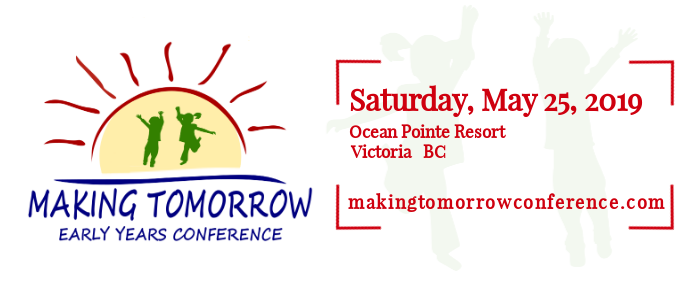 MAKING TOMORROW
EARLY YEARS CONFERENCE
Saturday, May 25, 2019
Ocean Pointe Resort
Victoria BC
makingtomorrowconference.com